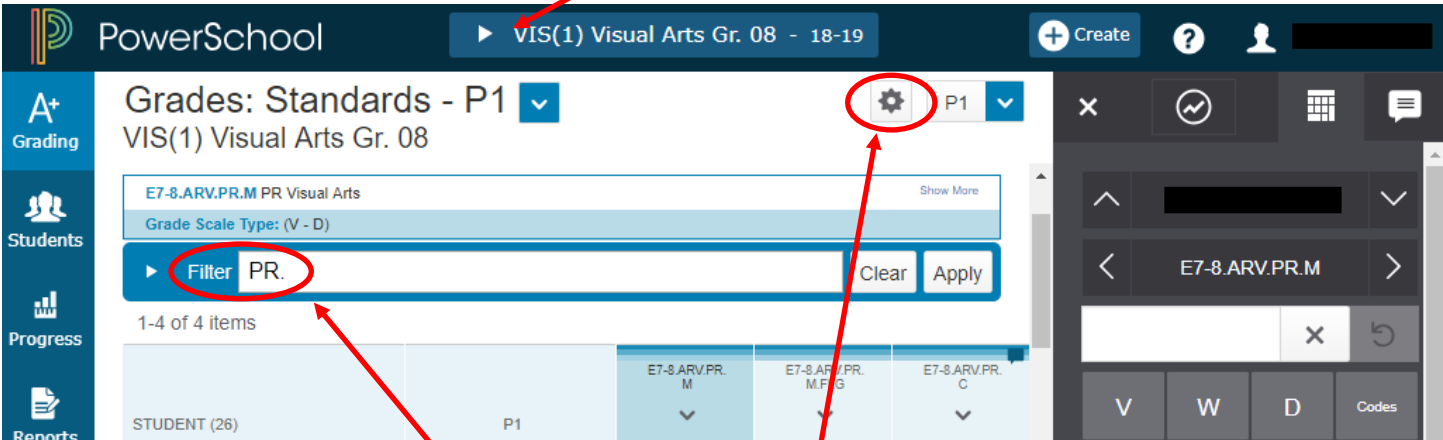 PowerSchool
VIS(1) Visual Arts Gr. 08 - 18-19
Create
?
A+
Grading
Grades: Standards - P1
P1
VIS(1) Visual Arts Gr. 08
E7-8.ARV.PR.M PR Visual Arts
Show More
Grade Scale Type: (V - D)
Students
Filter PR.
Clear
Apply
E7-8.ARV.PR.M
1-4 of 4 items
Progress
E7-8.ARV.PR.
M
E7-8.ARV.PR.
E7-8.ARV.PR.
C
V
W
D
Codes
STUDENT (26)
P1
Reports